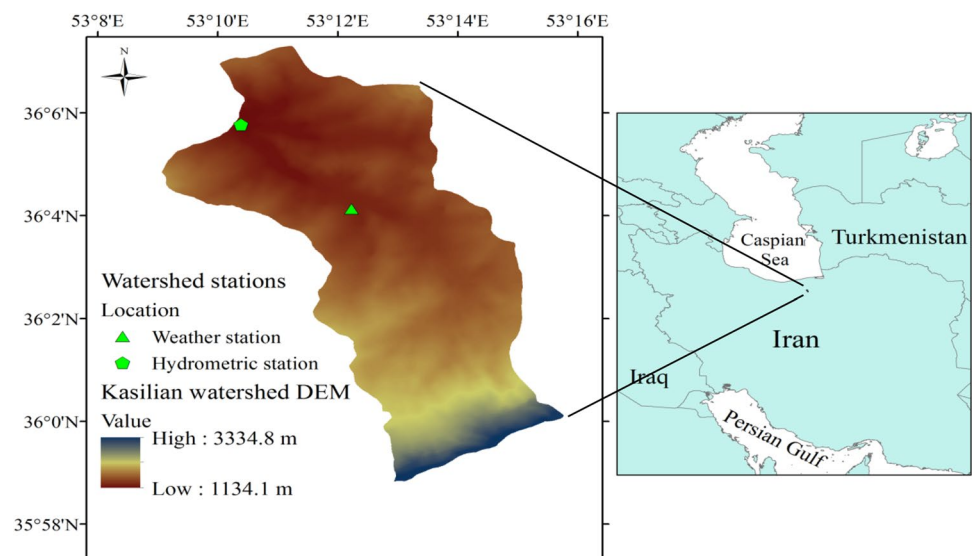 53°8'E 53°10'E 53°12'E 53°14'E 53°16'E
N
36°6'N
36°4'N
36°2'N
36°0'N
35°58'N
Watershed stations
Location
Weather station
Hydrometric station
Kasilian watershed DEM
Value
High : 3334.8 m
Low : 1134.1 m
Caspian
Sea
Turkmenistan
Iran
Iraq
Persian Gulf